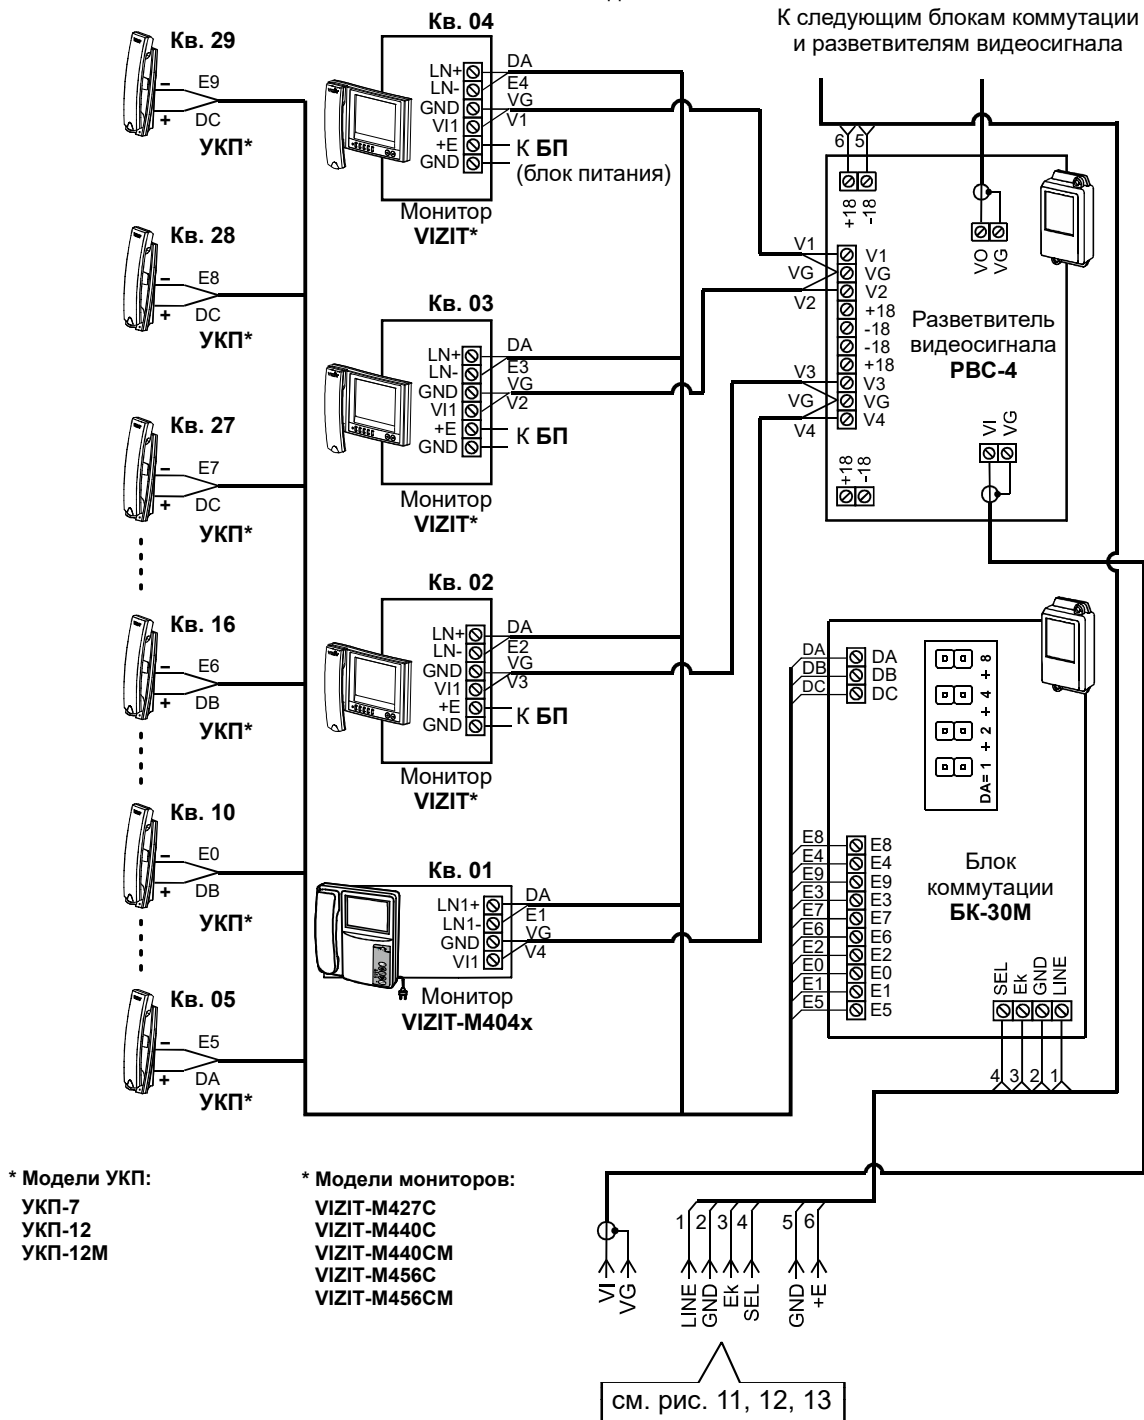 Кв. 29
– E9
+ DC
УКП*
Кв. 28
– E8
+ DC
УКП*
Кв. 27
– E7
+ DC
УКП*
Кв. 16
– E6
+ DB
УКП*
Кв. 10
– E0
+ DB
УКП*
Кв. 05
– E5
+ DA
УКП*
Кв. 04
LN+ DA
LN- E4
GND VG
VI1 V1
+E
GND
К БП
(блок питания)
Монитор
VIZIT*
Кв. 03
LN+ DA
LN- E3
GND VG
VI1 V2
+E
GND
К БП
Монитор
VIZIT*
Кв. 02
LN+ DA
LN- E2
GND VG
VI1 V3
+E
GND
К БП
Монитор
VIZIT*
Кв. 01
LN1+ DA
LN1- E1
GND VG
VI1 V4
Монитор
VIZIT-M404x
К следующим блокам коммутации
и разветвителям видеосигнала
6 5
+18 -18
VO VG
V1 V1
VG VG
V2 V2
+18
-18
-18
+18
V3 V3
VG VG
V4 V4
Разветвитель
видеосигнала
РВС-4
VI VG
+18 -18
DA DA
DB DB
DC DC
DA= 1 + 2 + 4 + 8
E8 E8
E4 E4
E9 E9
E3 E3
E7 E7
E6 E6
E2 E2
E0 E0
E1 E1
E5 E5
Блок
коммутации
БК-30М
SEL Ek GND LINE
4 3 2 1
* Модели УКП:
УКП-7
УКП-12
УКП-12М
* Модели мониторов:
VIZIT-M427C
VIZIT-M440C
VIZIT-M440CM
VIZIT-M456C
VIZIT-M456CM
1 2 3 4 5 6
VI VG LINE GND Ek SEL GND +E
см. рис. 11, 12, 13